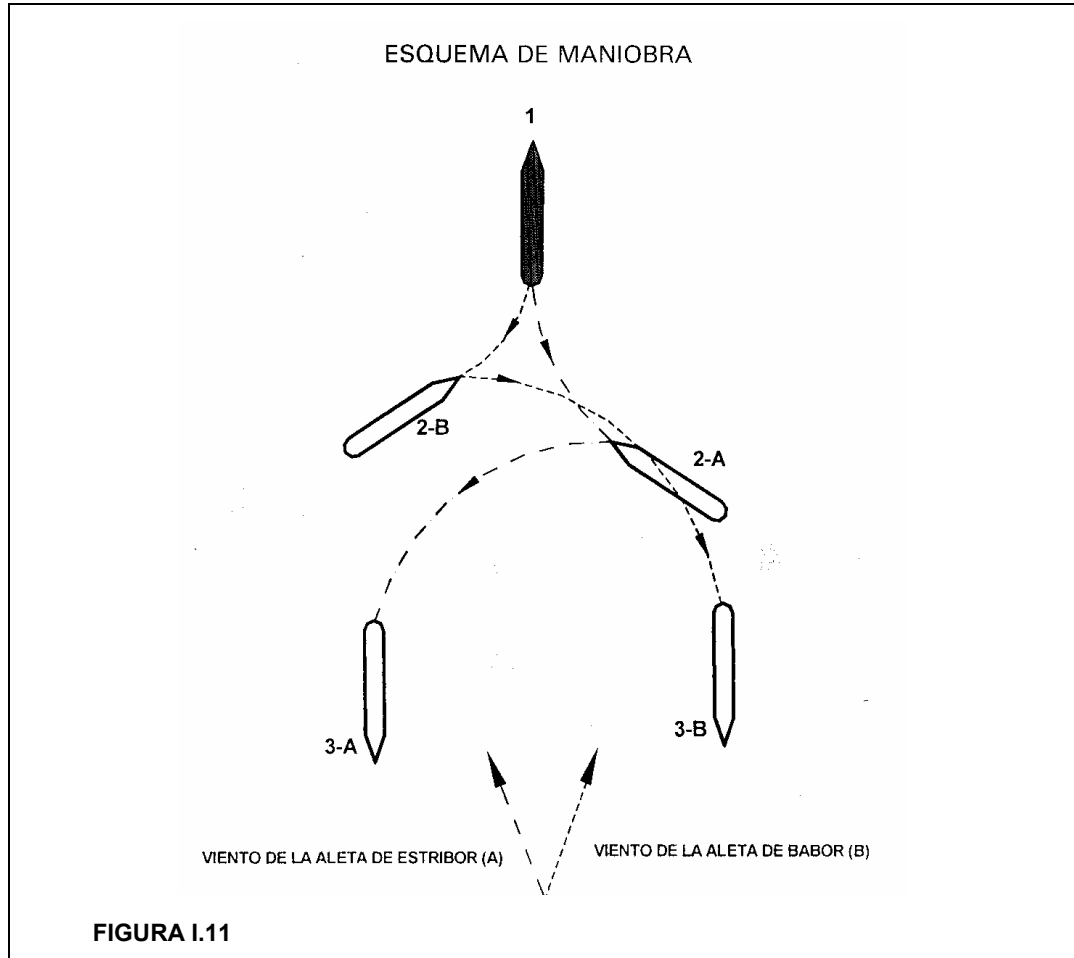 ESQUEMA DE MANIOBRA
1
2-B
2-A
3-A
3-B
VIENTO DE LA ALETA DE ESTRIBOR (A)
VIENTO DE LA ALETA DE BABOR (B)
FIGURA I.11